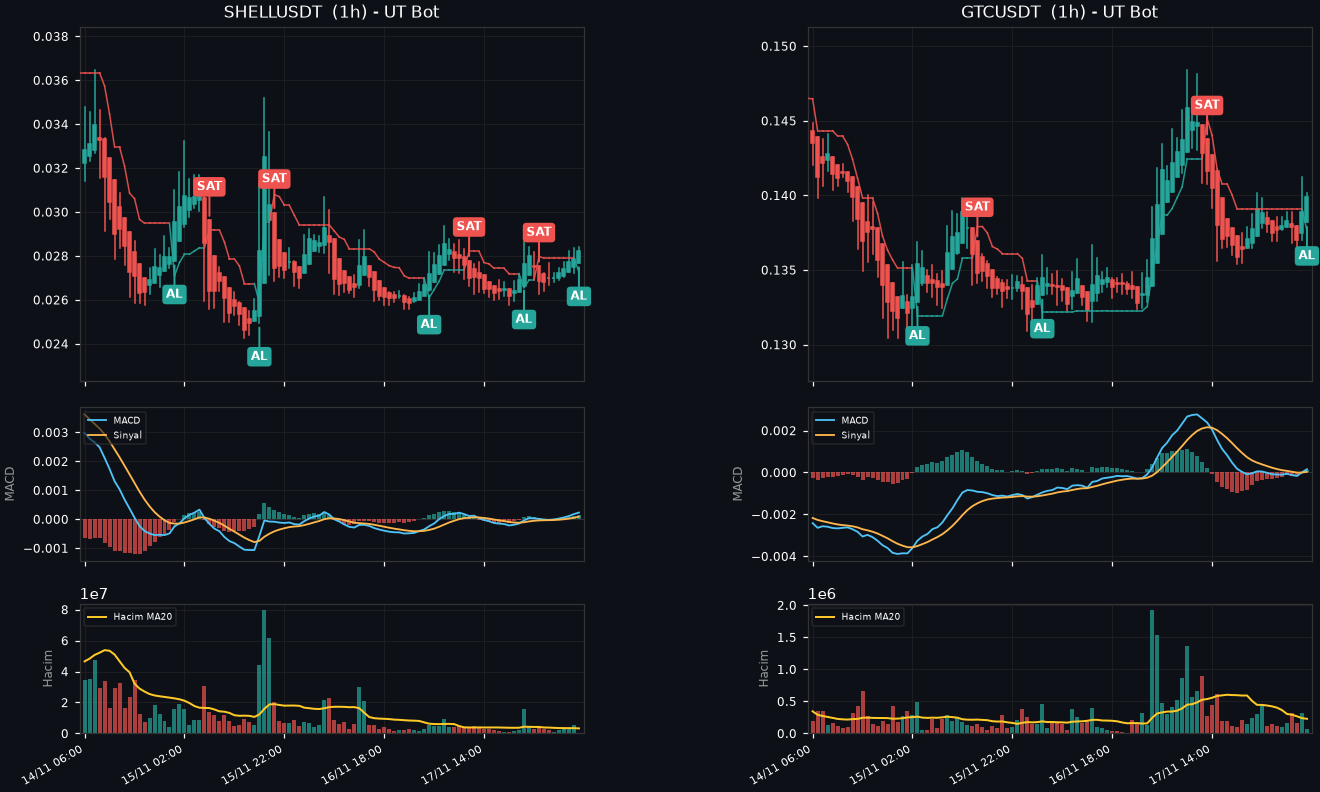 SHELLUSDT (1h) - UT Bot
0.038
0.036
0.034
0.032
0.030
0.028
0.026
0.024
SAT
SAT
SAT
SAT
AL
AL
AL
AL
AL
MACD
0.003
0.002
0.001
0.000
−0.001
MACD
Sinyal
1e7
Hacim
8
6
4
2
0
Hacim MA20
14/11 06:00
15/11 02:00
15/11 22:00
16/11 18:00
17/11 14:00
GTCUSDT (1h) - UT Bot
0.150
0.145
0.140
0.135
0.130
SAT
SAT
AL
AL
AL
MACD
0.002
0.000
−0.002
−0.004
MACD
Sinyal
1e6
Hacim
2.0
1.5
1.0
0.5
0.0
Hacim MA20
14/11 06:00
15/11 02:00
15/11 22:00
16/11 18:00
17/11 14:00